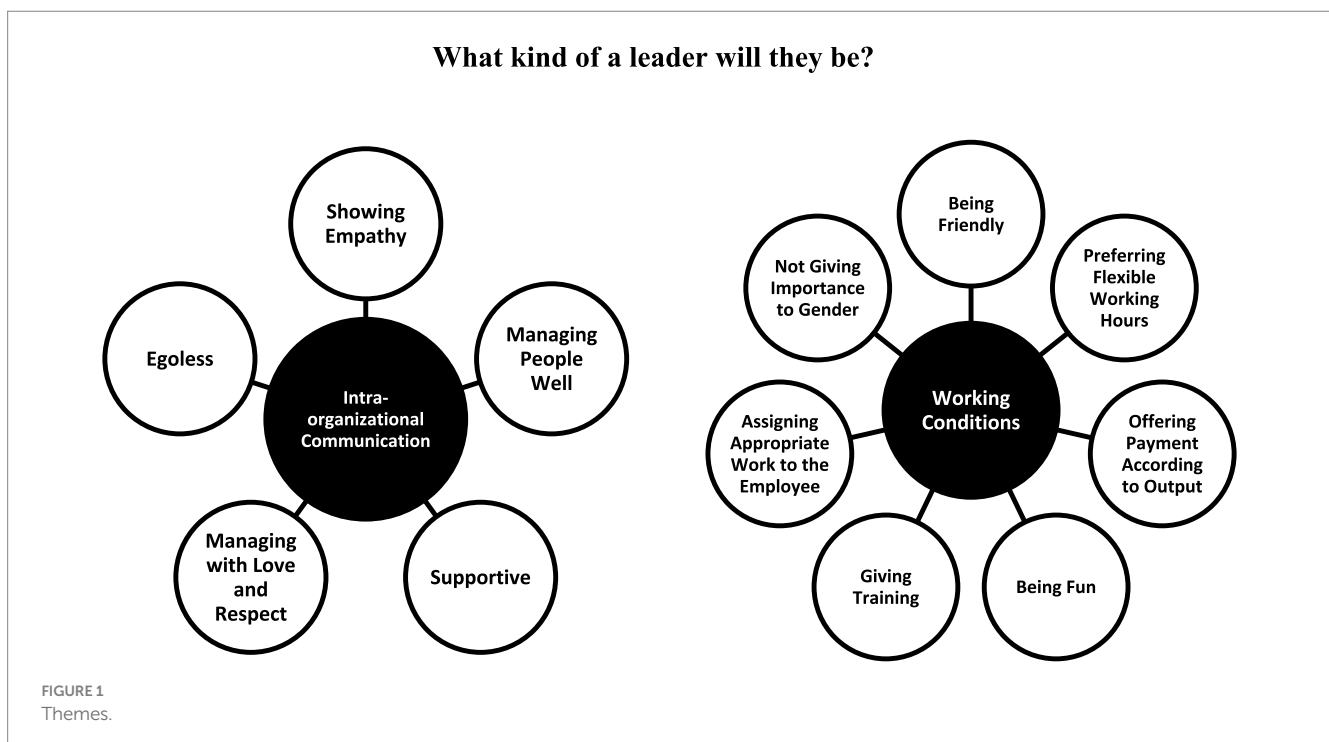 What kind of a leader will they be?
Showing
Empathy
Managing
People
Well
Supportive
Managing
with Love
and
Respect
Egoless
Intra-
organizational
Communication
Being
Friendly
Preferring
Flexible
Working
Hours
Offering
Payment
According
to Output
Being Fun
Giving
Training
Assigning
Appropriate
Work to the
Employee
Not Giving
Importance
to Gender
Working
Conditions
FIGURE 1
Themes.